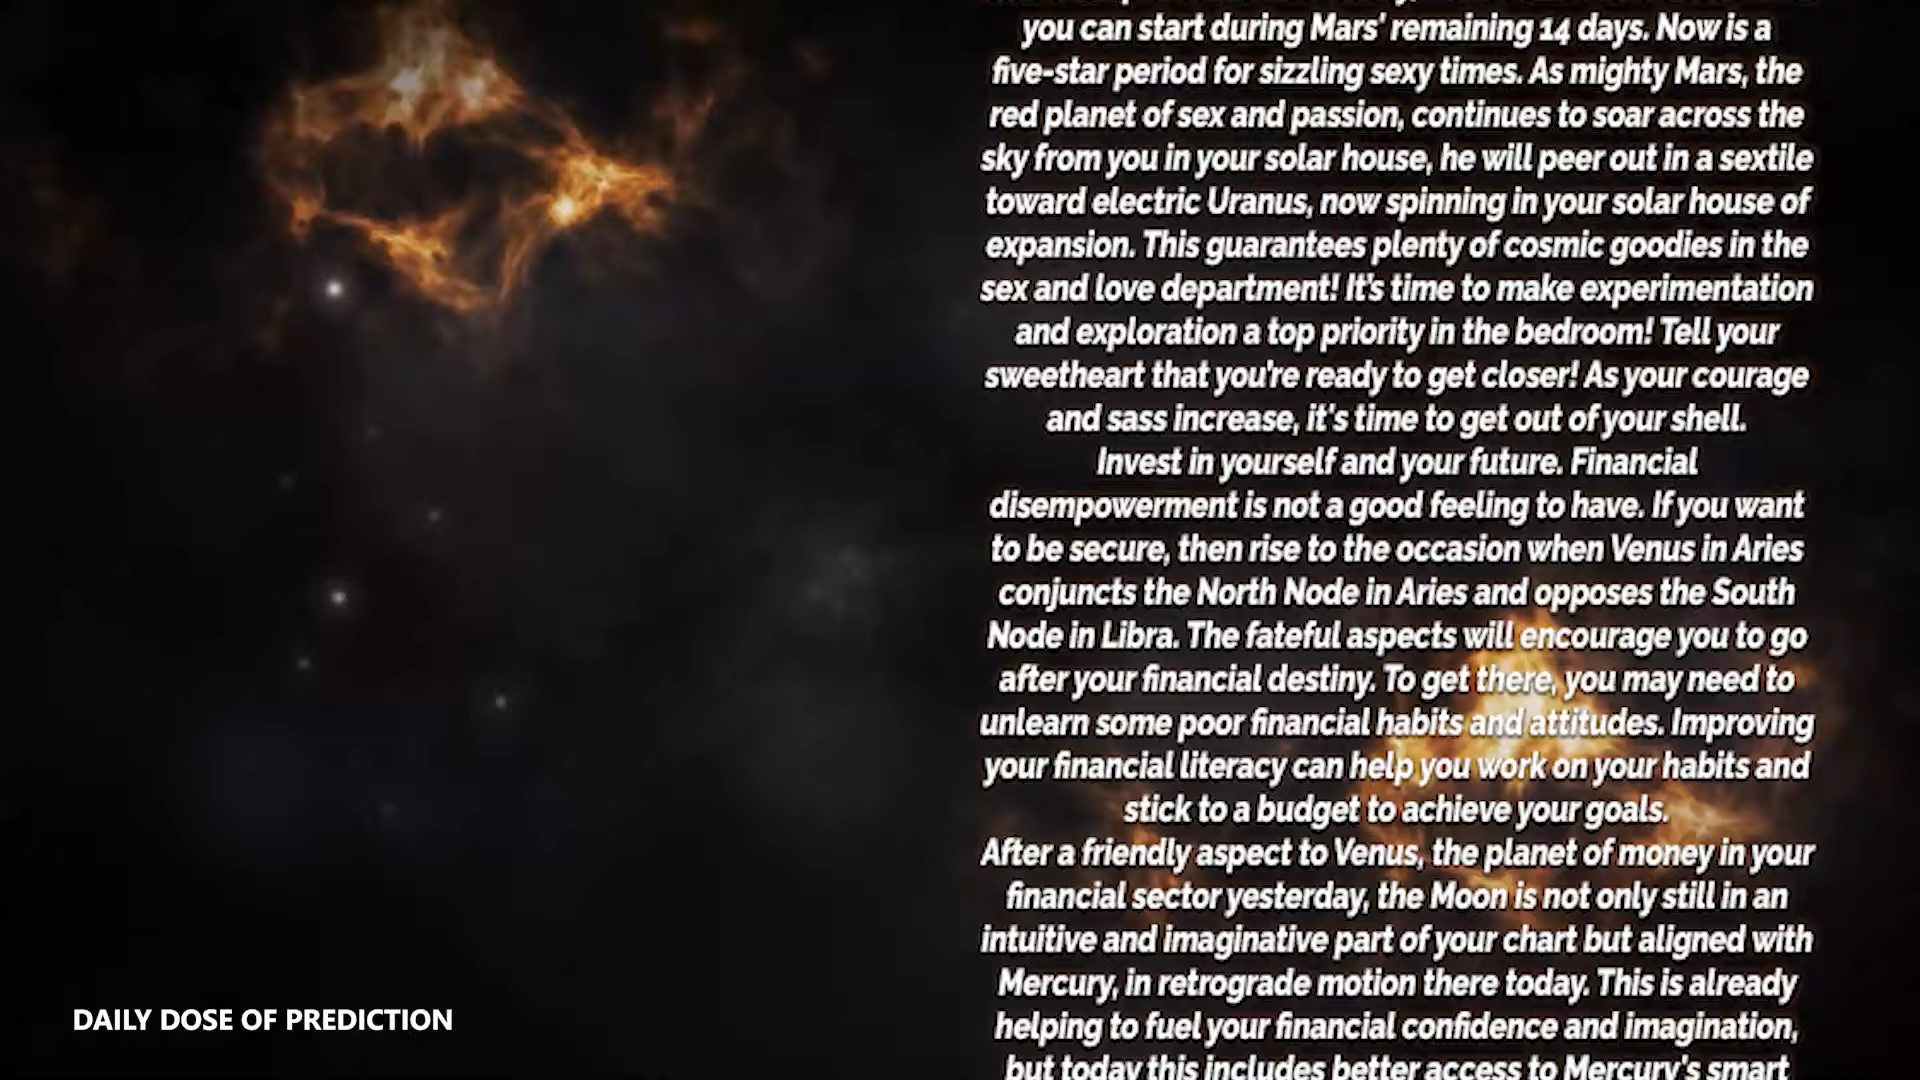 you can start during Mars' remaining 14 days. Now is a
five-star period for sizzling sexy times. As mighty Mars, the
red planet of sex and passion, continues to soar across the
sky from you in your solar house, he will peer out in a sextile
toward electric Uranus, now spinning in your solar house of
expansion. This guarantees plenty of cosmic goodies in the
sex and love department! It's time to make experimentation
and exploration a top priority in the bedroom! Tell your
sweetheart that you're ready to get closer! As your courage
and sass increase, it's time to get out of your shell.
Invest in yourself and your future. Financial
disempowerment is not a good feeling to have. If you want
to be secure, then rise to the occasion when Venus in Aries
conjuncts the North Node in Aries and opposes the South
Node in Libra. The fateful aspects will encourage you to go
after your financial destiny. To get there, you may need to
unlearn some poor financial habits and attitudes. Improving
your financial literacy can help you work on your habits and
stick to a budget to achieve your goals.
After a friendly aspect to Venus, the planet of money in your
financial sector yesterday, the Moon is not only still in an
intuitive and imaginative part of your chart but aligned with
Mercury, in retrograde motion there today. This is already
helping to fuel your financial confidence and imagination,
but today this includes better access to Mercury's smart
DAILY DOSE OF PREDICTION